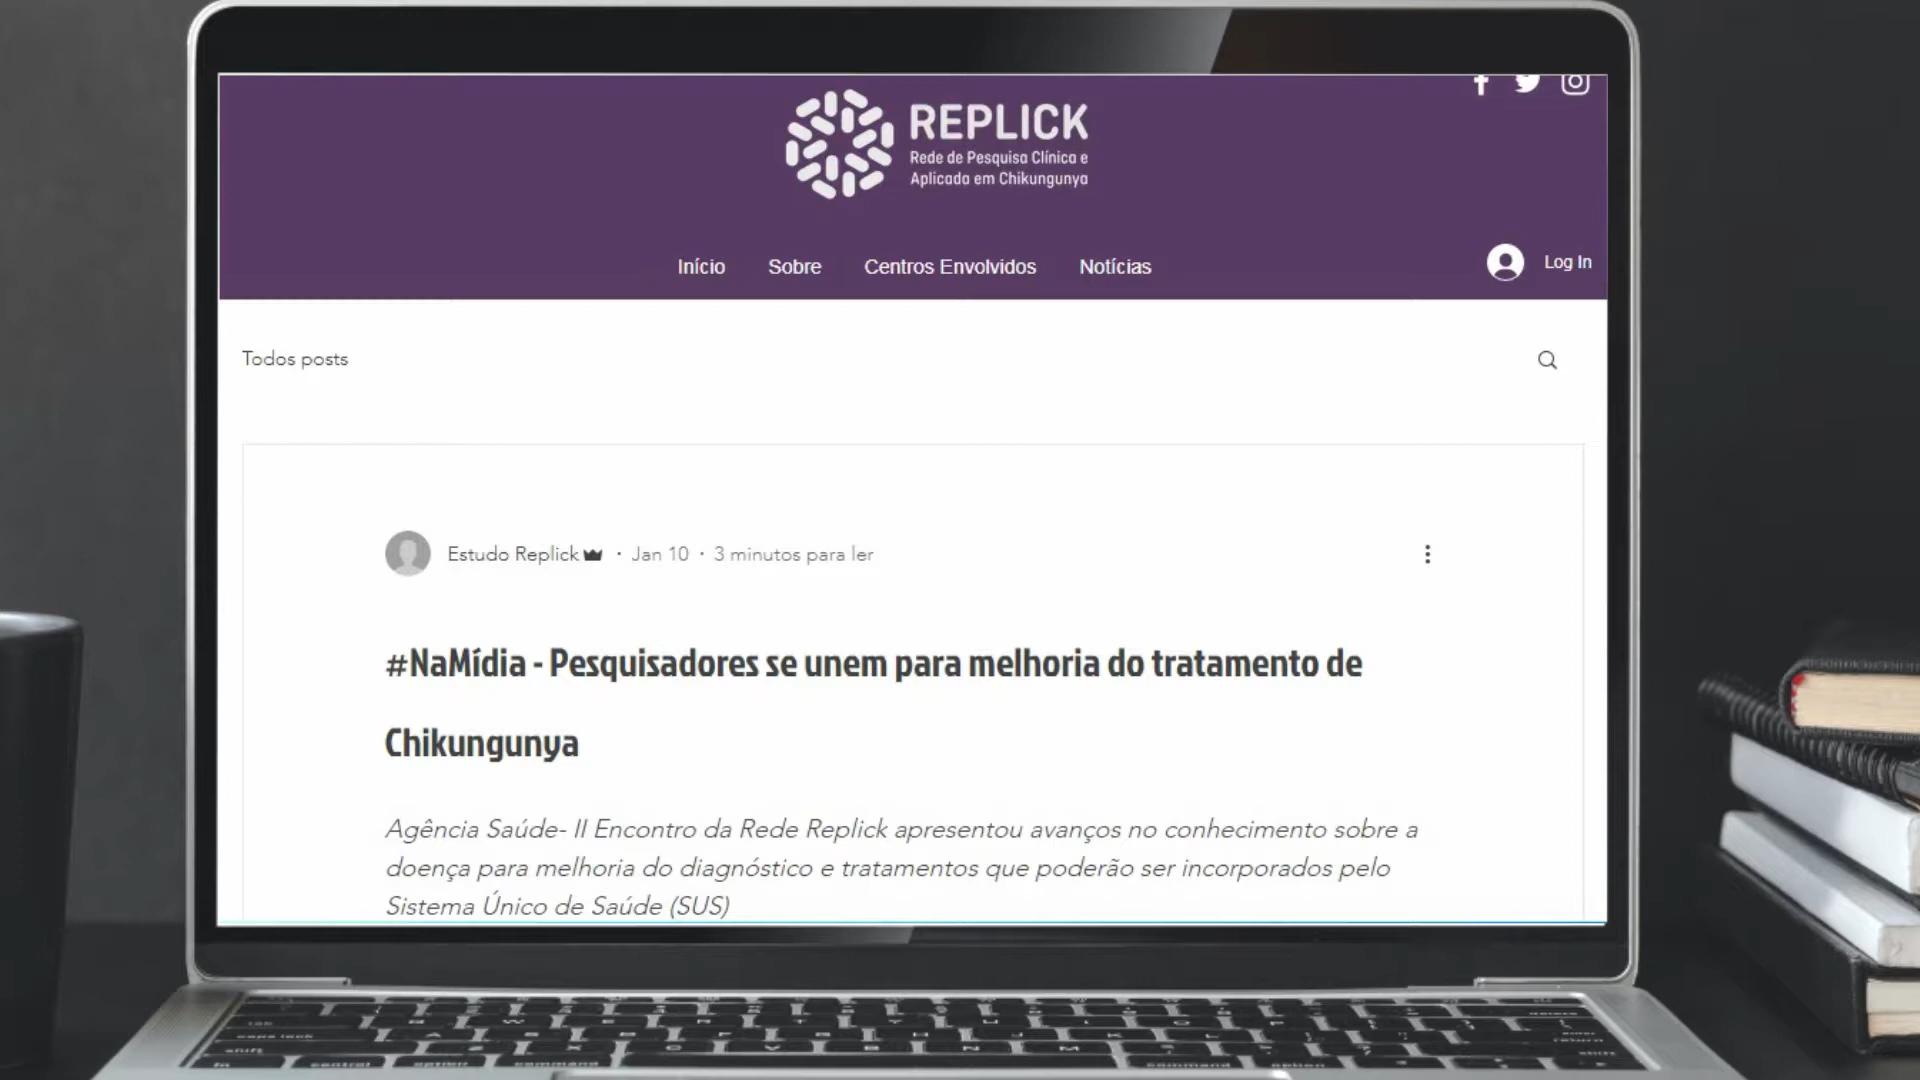 REPLICK
Rede de Pesquisa Clínica e
Aplicada em Chikungunya
Início Sobre Centros Envolvidos Notícias
Log In
Todos posts
Estudo Replick · Jan 10 · 3 minutos para ler
#NaMídia - Pesquisadores se unem para melhoria do tratamento de
Chikungunya
Agência Saúde- II Encontro da Rede Replick apresentou avanços no conhecimento sobre a
doença para melhoria do diagnóstico e tratamentos que poderão ser incorporados pelo
Sistema Único de Saúde (SUS)